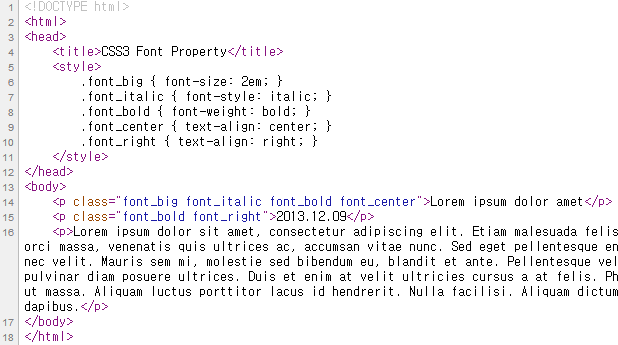 1 <!DOCTYPE html>
2 <html>
3 <head>
4     <title>CSS3 Font Property</title>
5     <style>
6         .font_big { font-size: 2em; }
7         .font_italic { font-style: italic; }
8         .font_bold { font-weight: bold; }
9         .font_center { text-align: center; }
10         .font_right { text-align: right; }
11     </style>
12 </head>
13 <body>
14     <p class="font_big font_italic font_bold font_center">Lorem ipsum dolor amet</p>
15     <p class="font_bold font_right">2013.12.09</p>
16     <p>Lorem ipsum dolor sit amet, consectetur adipiscing elit. Etiam malesuada felis
orci massa, venenatis quis ultrices ac, accumsan vitae nunc. Sed eget pellentesque en
nec velit. Mauris sem mi, molestie sed bibendum eu, blandit et ante. Pellentesque vel
pulvinar diam posuere ultrices. Duis et enim at velit ultricies cursus a at felis. Ph
ut massa. Aliquam luctus porttitor lacus id hendrerit. Nulla facilisi. Aliquam dictum
dapibus.</p>
17 </body>
18 </html>